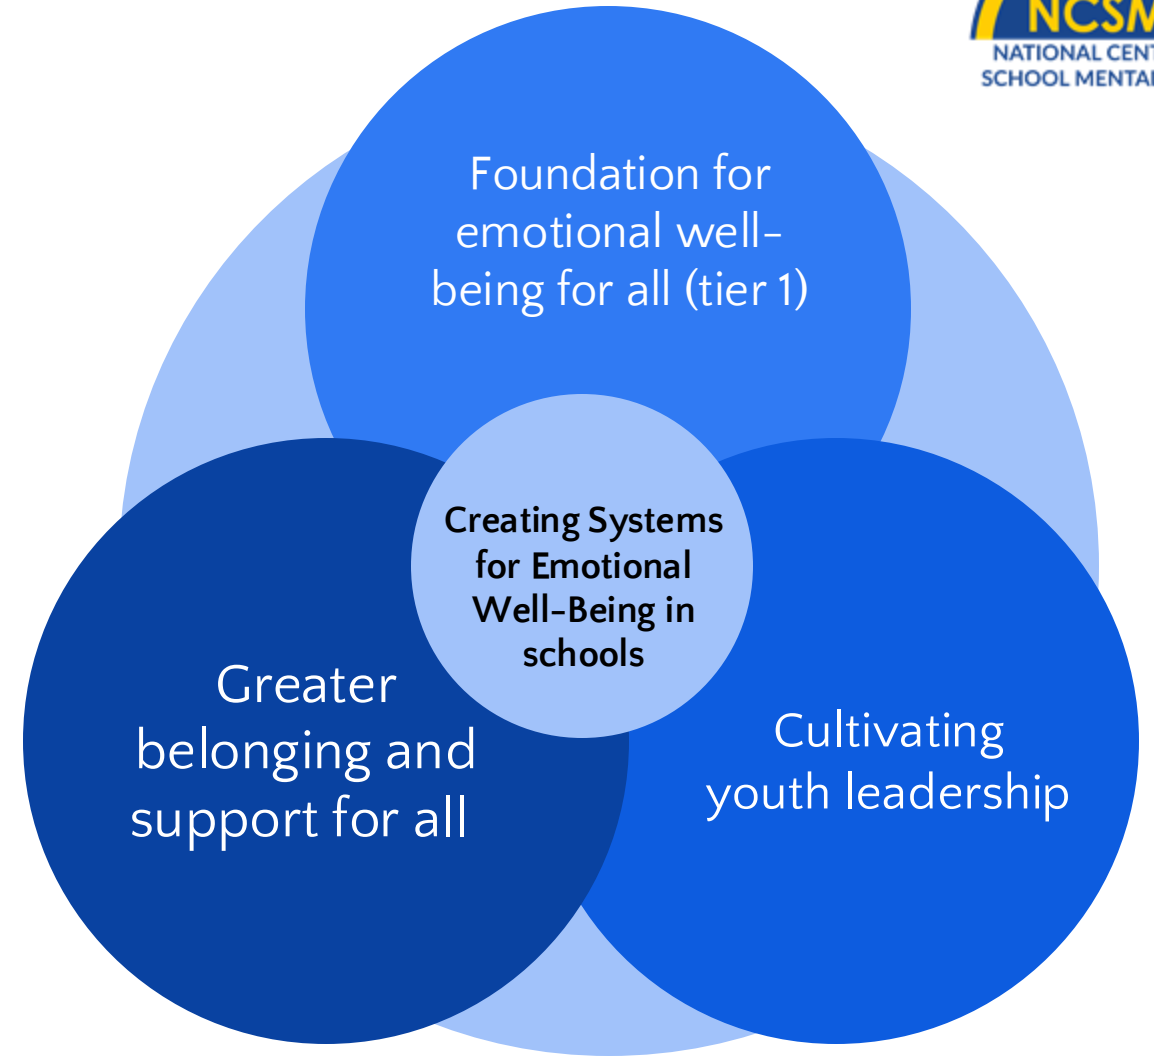 NCSM
NATIONAL CENT
SCHOOL MENTAL
Foundation for
emotional well-
being for all (tier 1)
Creating Systems
for Emotional
Well-Being in
schools
Greater
belonging and
support for all
Cultivating
youth leadership